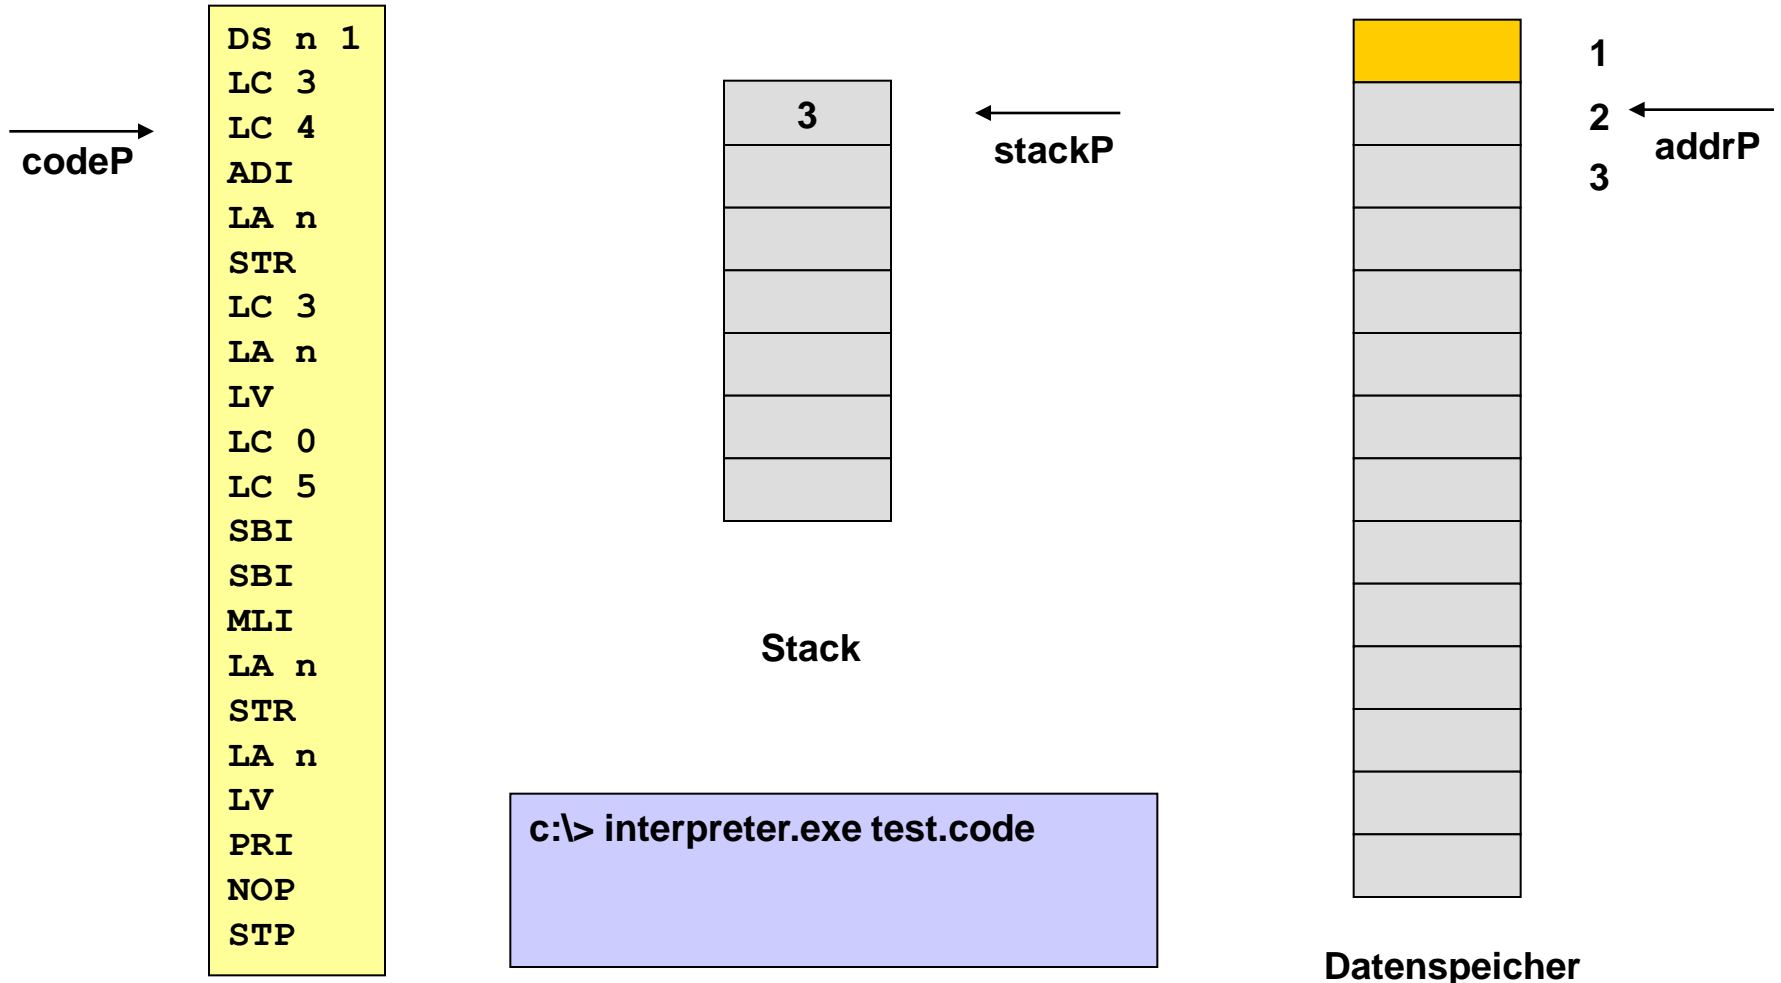 DS n 1
LC 3
LC 4
ADI
LA n
STR
LC 3
LA n
LV
LC 0
LC 5
SBI
SBI
MLI
LA n
STR
LA n
LV
PRI
NOP
STP
codeP
3
stackP
Stack
c:\> interpreter.exe test.code
1
2
3
addrP
Datenspeicher